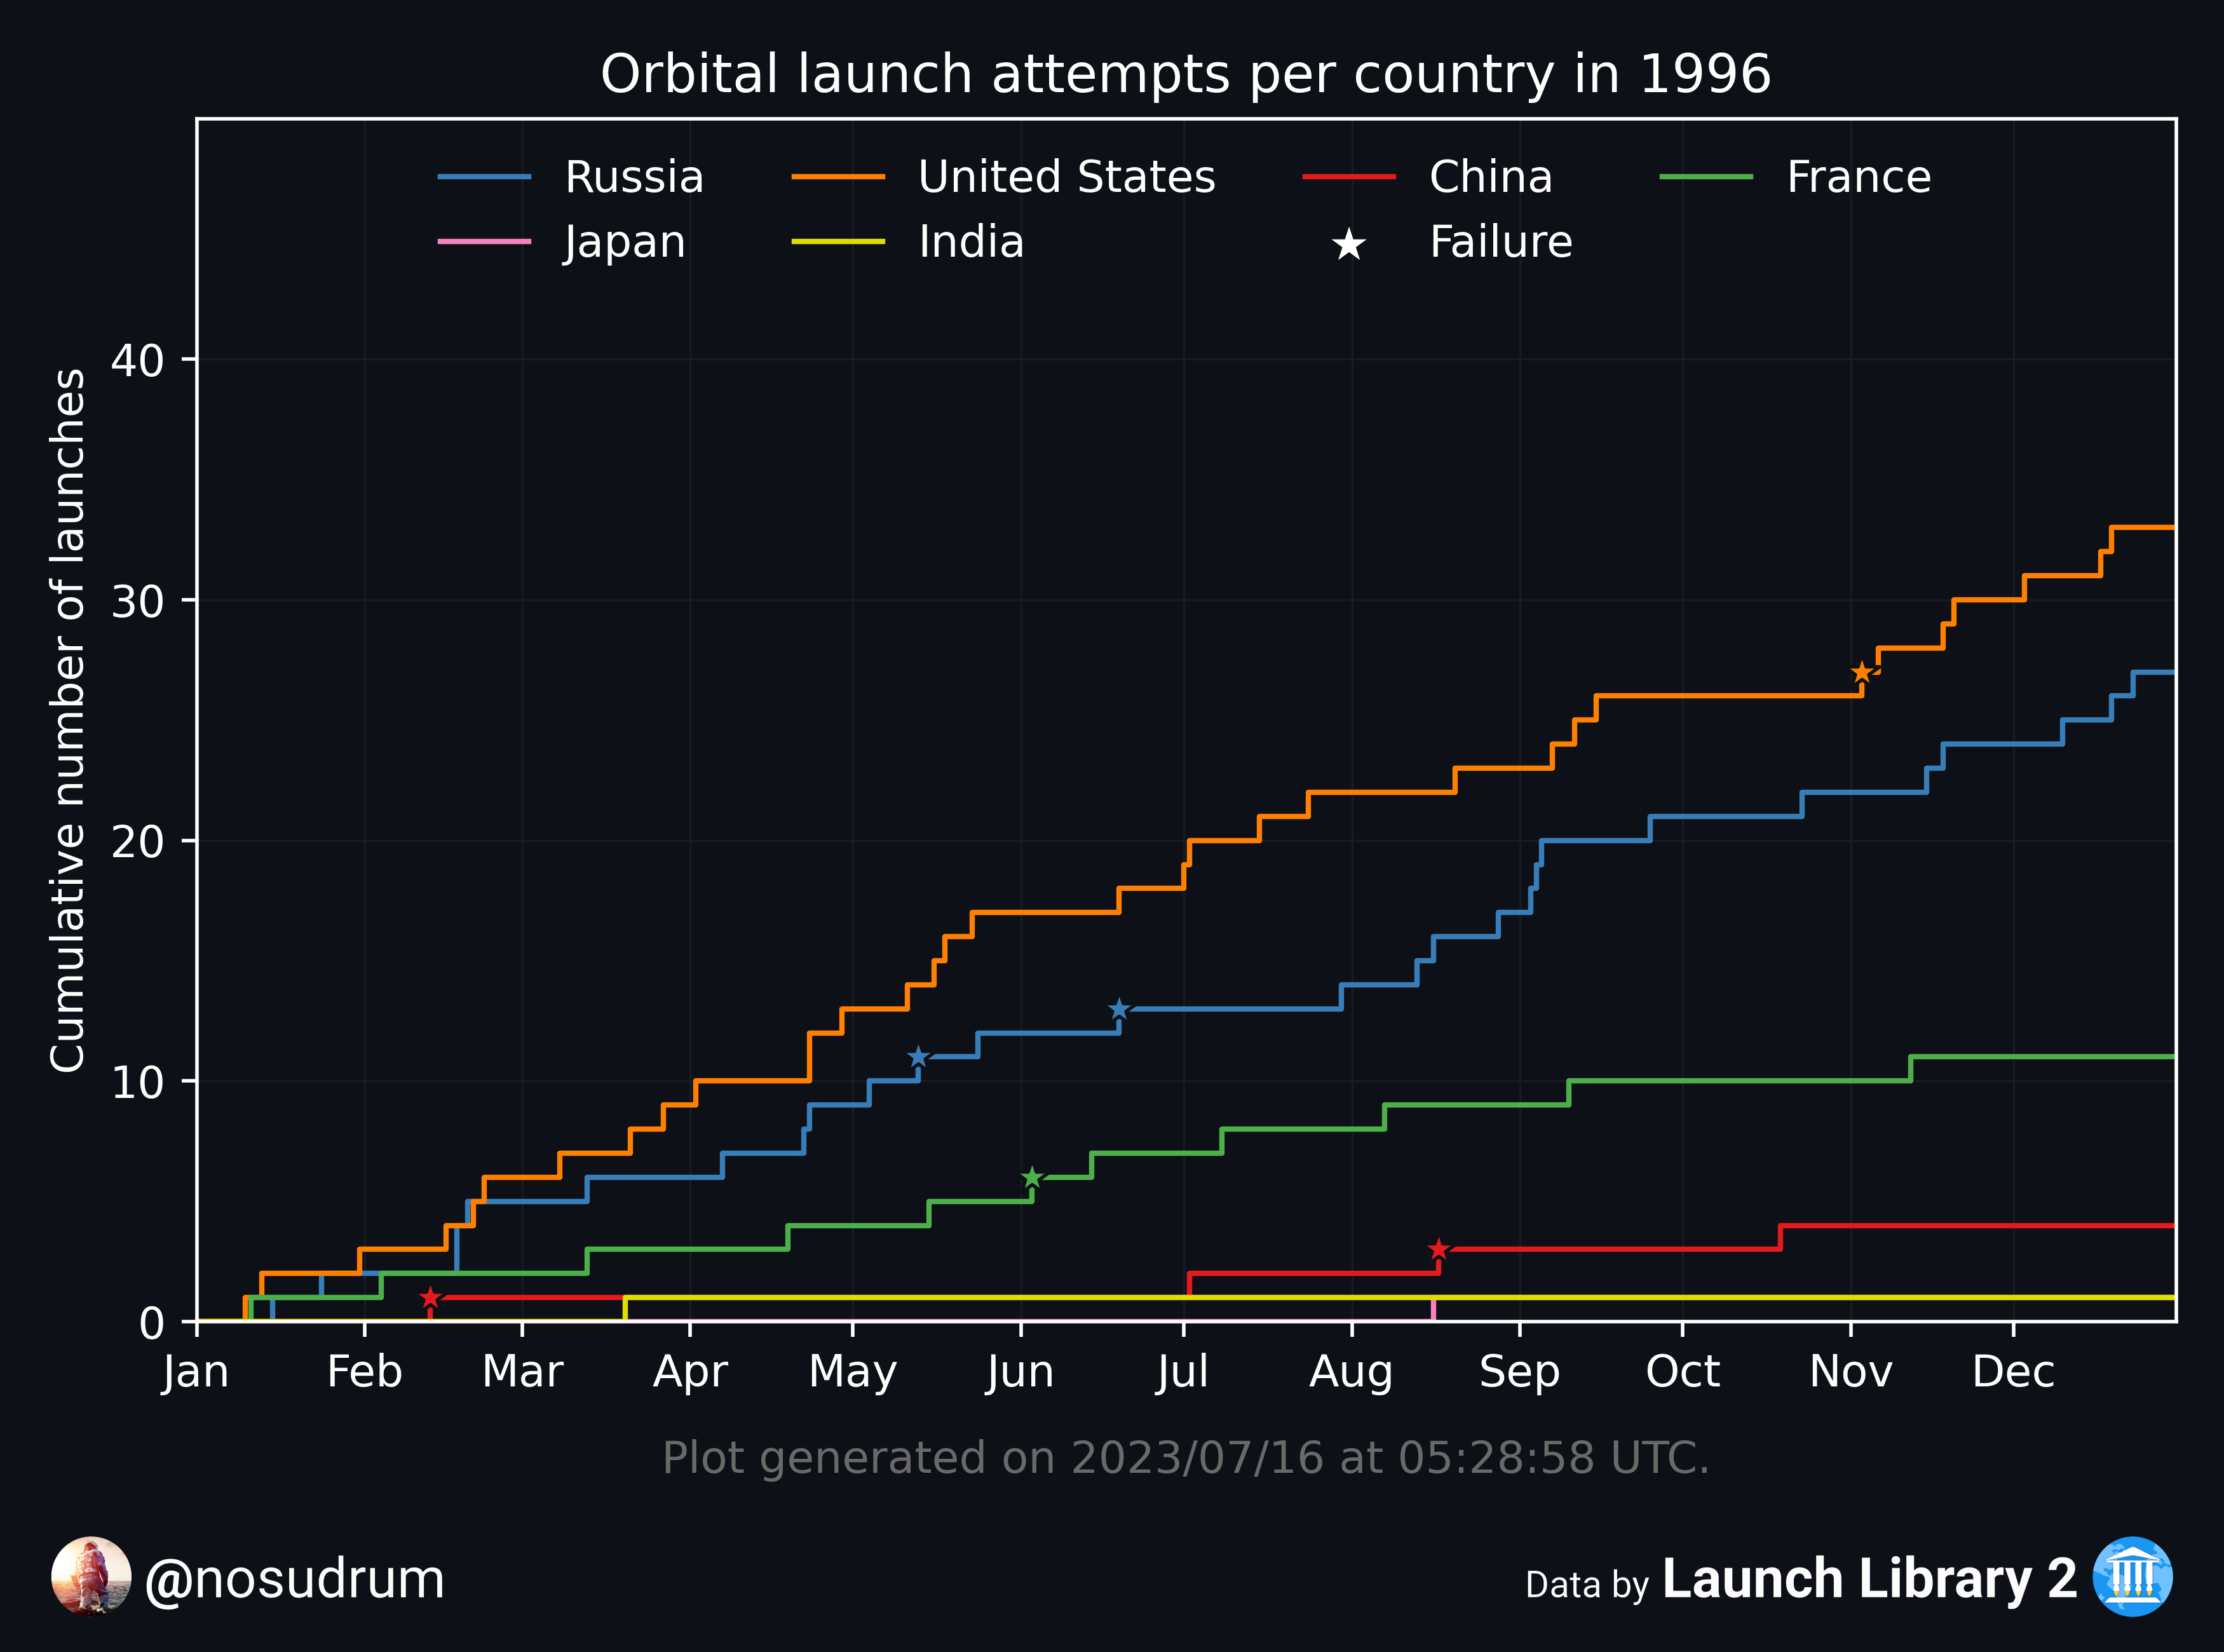 Orbital launch attempts per country in 1996
Russia United States China France
Japan India Failure
Cumulative number of launches
40
30
20
10
0
Jan Feb Mar Apr May Jun Jul Aug Sep Oct Nov Dec
Plot generated on 2023/07/16 at 05:28:58 UTC.
@nosudrum
Data by Launch Library 2